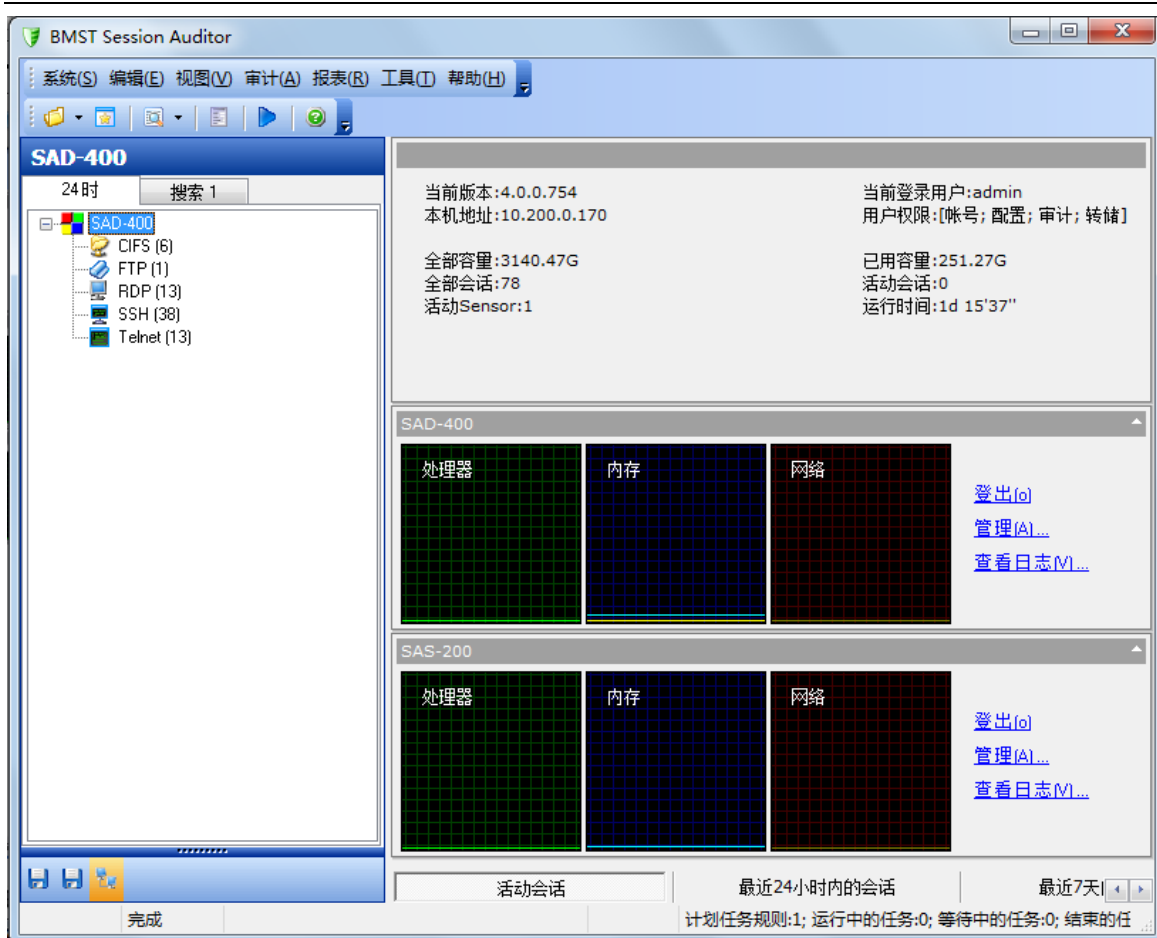 BMST Session Auditor
系统(S) 编辑(E) 视图(V) 审计(A) 报表(R) 工具(T) 帮助(H)
SAD-400
24时 搜索 1
SAD-400
CIFS (6)
FTP (1)
RDP (13)
SSH (38)
Telnet (13)
当前版本:4.0.0.754 当前登录用户:admin
本机地址:10.200.0.170 用户权限:[帐号; 配置; 审计; 转储]
全部容量:3140.47G 已用容量:251.27G
全部会话:78 活动会话:0
活动Sensor:1 运行时间:1d 15'37''
SAD-400
处理器 内存 网络
登出(o)
管理(A)...
查看日志(V)...
SAS-200
处理器 内存 网络
登出(o)
管理(A)...
查看日志(V)...
活动会话 最近24小时内的会话 最近7天
完成 计划任务规则:1; 运行中的任务:0; 等待中的任务:0; 结束的任